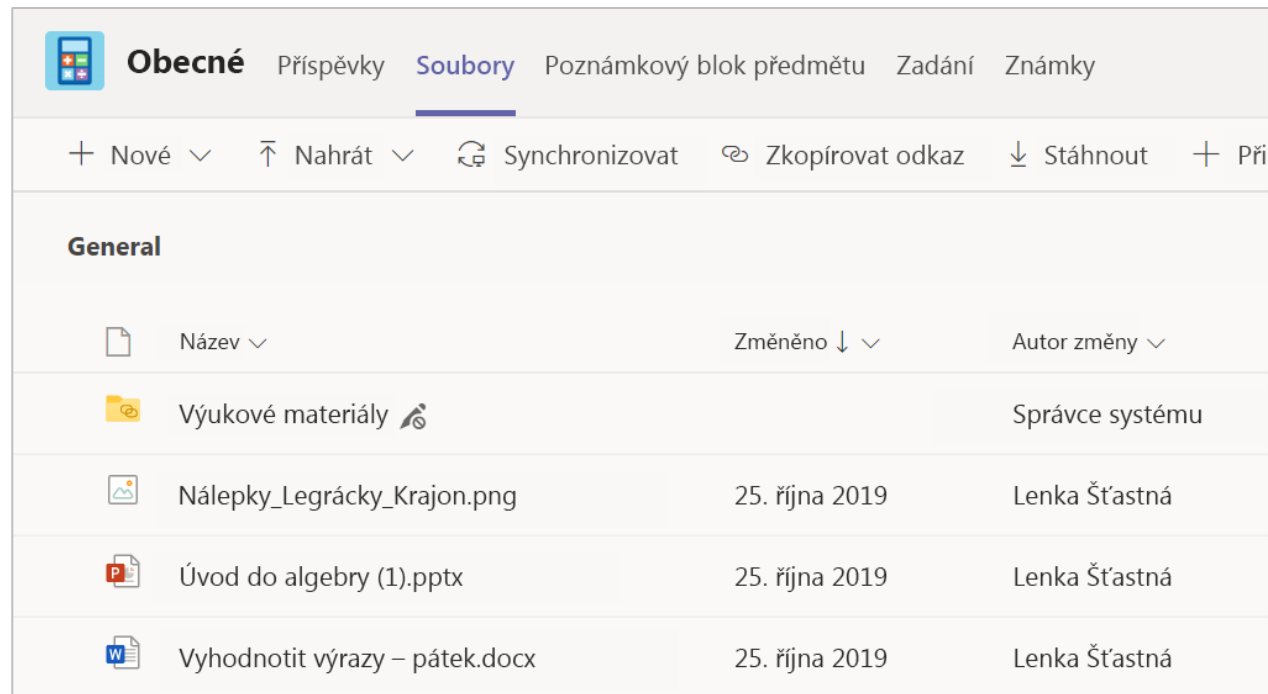 Obecné Příspěvky Soubory Poznámkový blok předmětu Zadání Známky
Nové Nahrát Synchronizovat Zkopírovat odkaz Stáhnout Při
General
Název Změněno Autor změny
Výukové materiály Správce systému
Nálepky_Legrácky_Krajon.png 25. října 2019 Lenka Šťastná
Úvod do algebry (1).pptx 25. října 2019 Lenka Šťastná
Vyhodnotit výrazy – pátek.docx 25. října 2019 Lenka Šťastná